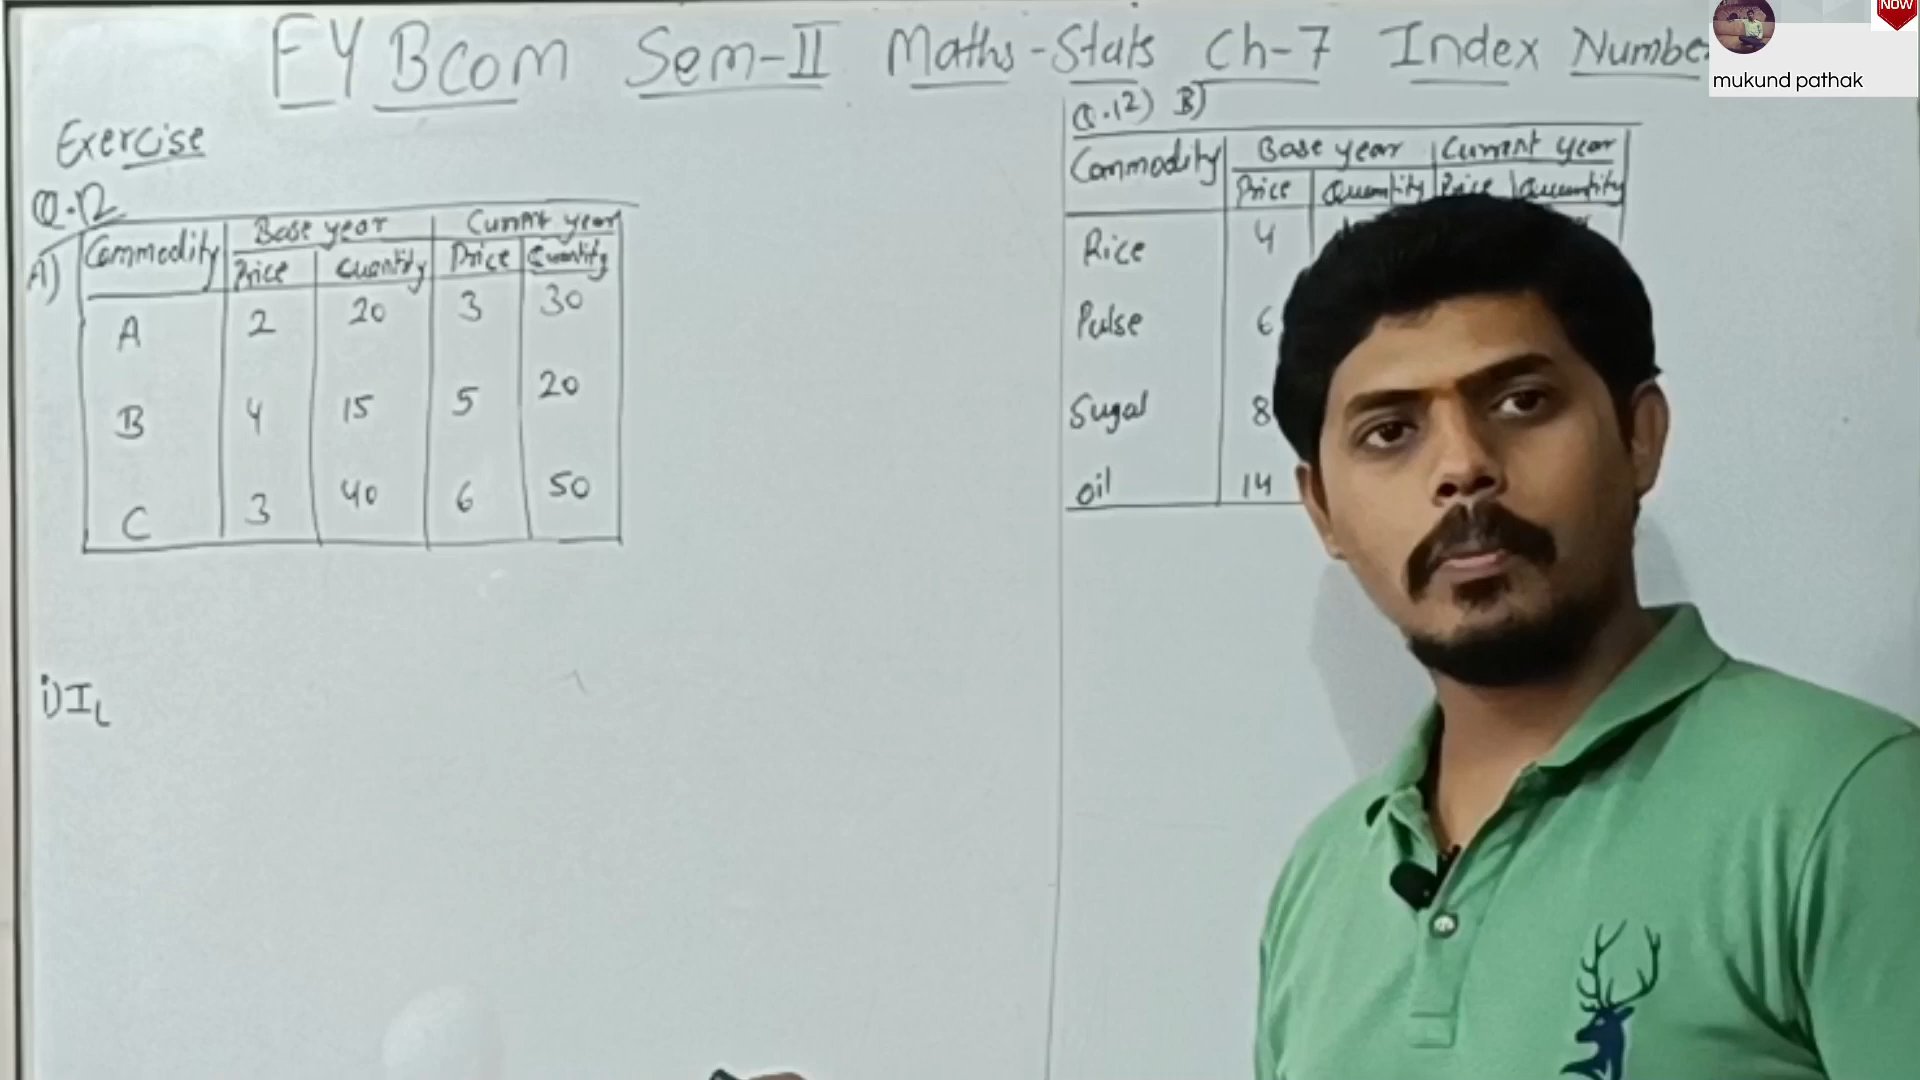 FY BCom Sem-II Maths-Stats Ch-7 Index Number
NOW
mukund pathak
Exercise
Q.12
A)
Commodity Base year Current year
Price Quantity Price Quantity
A 2 20 3 30
B 4 15 5 20
C 3 40 6 50
i) IL
Q.12) B)
Commodity Base year Current year
Price Quantity Price Quantity
Rice 4
Pulse 6
Sugar 8
oil 14